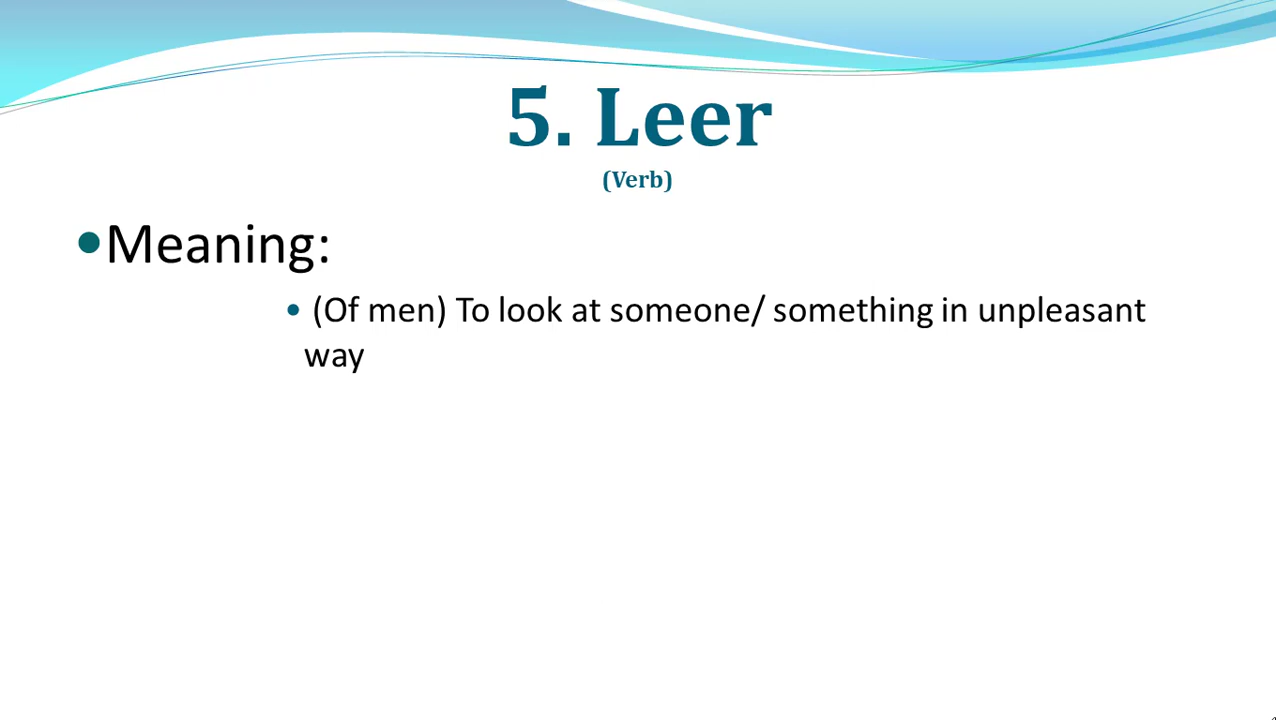 5. Leer
(Verb)
•Meaning:
• (Of men) To look at someone/ something in unpleasant
way